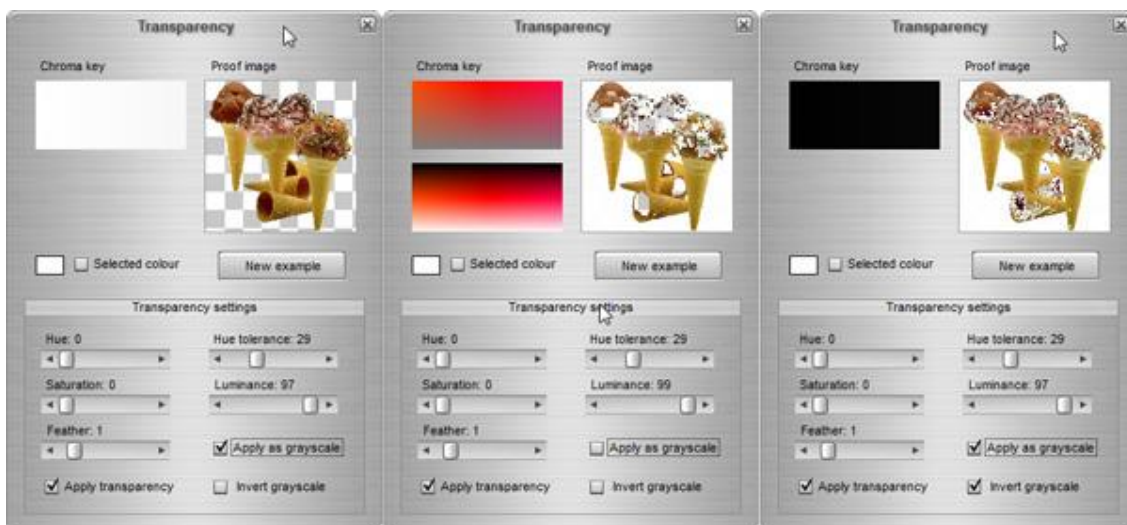 Transparency
Chroma key Proof image
Selected colour New example
Transparency settings
Hue: 0 Hue tolerance: 29
Saturation: 0 Luminance: 97
Feather: 1
Apply as grayscale
Apply transparency Invert grayscale
Transparency
Chroma key Proof image
Selected colour New example
Transparency settings
Hue: 0 Hue tolerance: 29
Saturation: 0 Luminance: 99
Feather: 1
Apply as grayscale
Apply transparency Invert grayscale
Transparency
Chroma key Proof image
Selected colour New example
Transparency settings
Hue: 0 Hue tolerance: 29
Saturation: 0 Luminance: 97
Feather: 1
Apply as grayscale
Apply transparency Invert grayscale